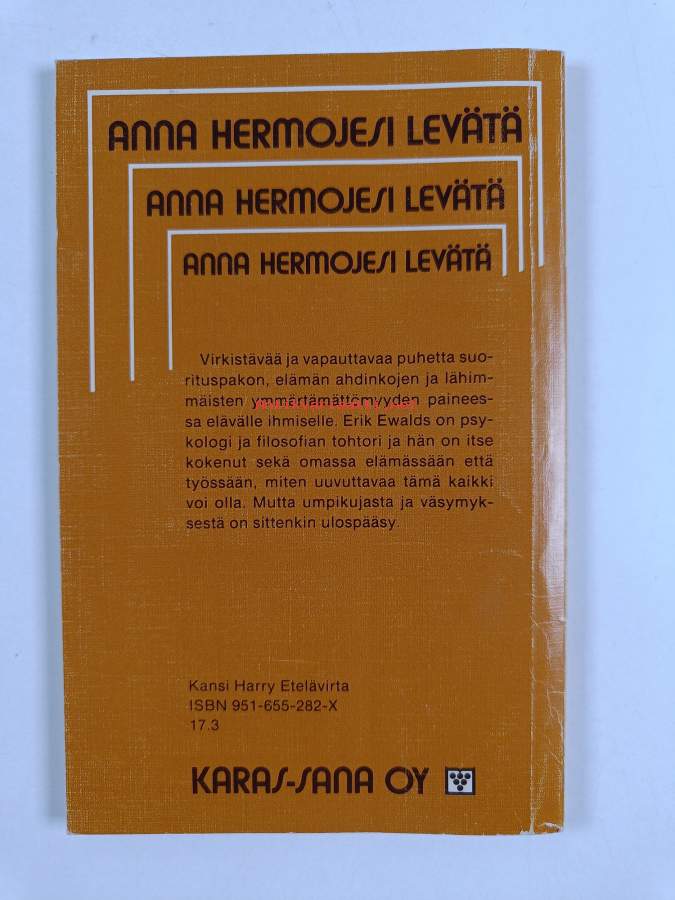 ANNA HERMOJESI LEVÄTÄ
ANNA HERMOJESI LEVÄTÄ
ANNA HERMOJESI LEVÄTÄ
Virkistävää ja vapauttavaa puhetta suo-
rituspakon, elämän ahdinkojen ja lähim-
mäisten ymmärtämättömyyden painees-
sa elävälle ihmiselle. Erik Ewalds on psy-
kologi ja filosofian tohtori ja hän on itse
kokenut sekä omassa elämässään että
työssään, miten uuvuttavaa tämä kaikki
voi olla. Mutta umpikujasta ja väsymyk-
sestä on sittenkin ulospääsy.
Kansi Harry Etelävirta
ISBN 951-655-282-X
17.3
KARAS-SANA OY